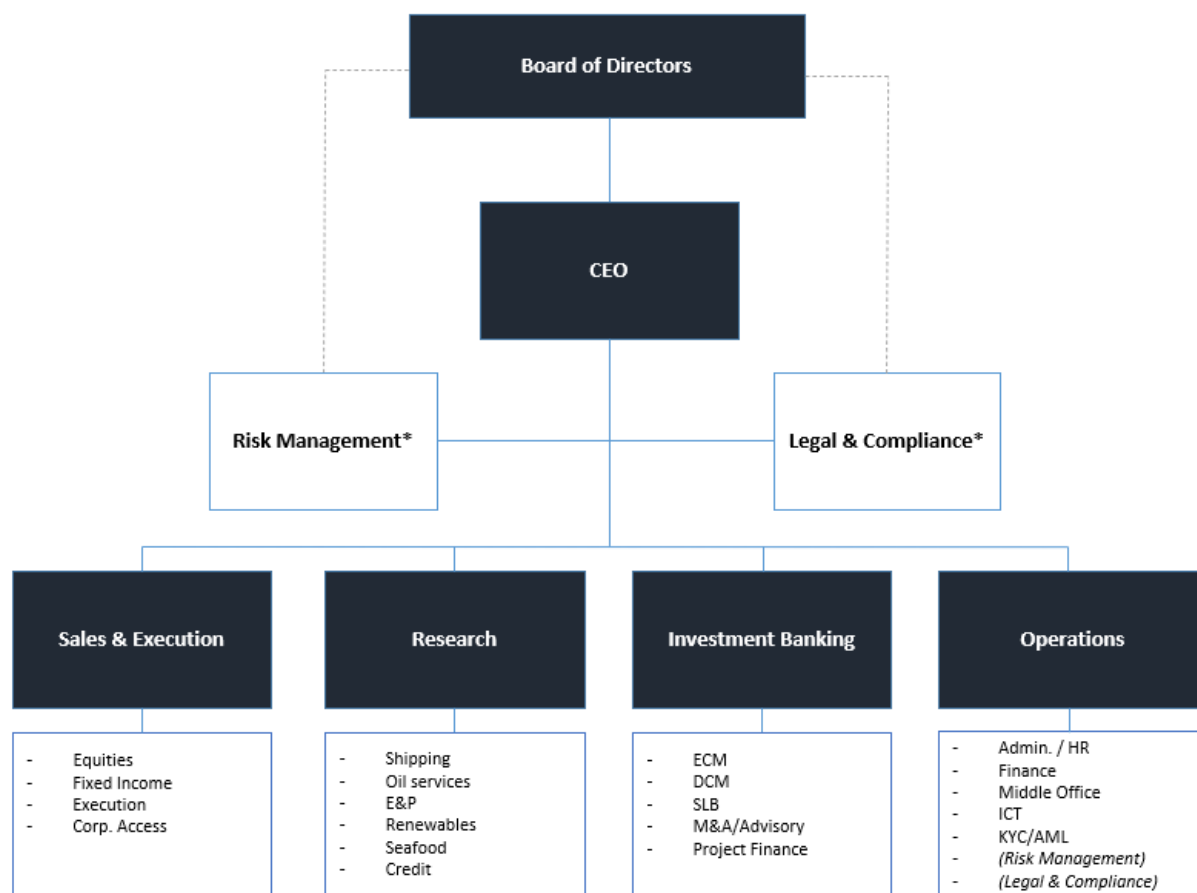 Board of Directors
CEO
Risk Management*
Legal & Compliance*
Sales & Execution
Research
Investment Banking
Operations
- Equities
- Fixed Income
- Execution
- Corp. Access
- Shipping
- Oil services
- E&P
- Renewables
- Seafood
- Credit
- ECM
- DCM
- SLB
- M&A/Advisory
- Project Finance
- Admin. / HR
- Finance
- Middle Office
- ICT
- KYC/AML
- (Risk Management)
- (Legal & Compliance)